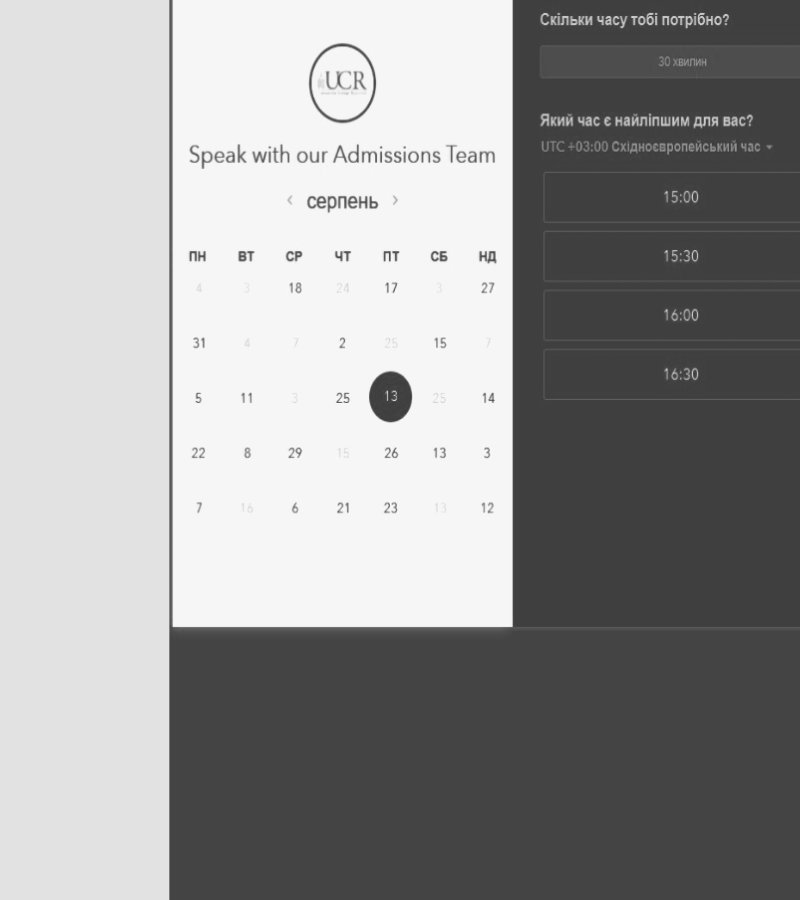 UCR
Speak with our Admissions Team
‹ серпень ›
ПН ВТ СР ЧТ ПТ СБ НД
4 3 18 24 17 3 27
31 4 7 2 25 15 7
5 11 3 25 13 25 14
22 8 29 15 26 13 3
7 16 6 21 23 13 12
Скільки часу тобі потрібно?
30 хвилин
Який час є найліпшим для вас?
UTC +03:00 Східноєвропейський час
15:00
15:30
16:00
16:30